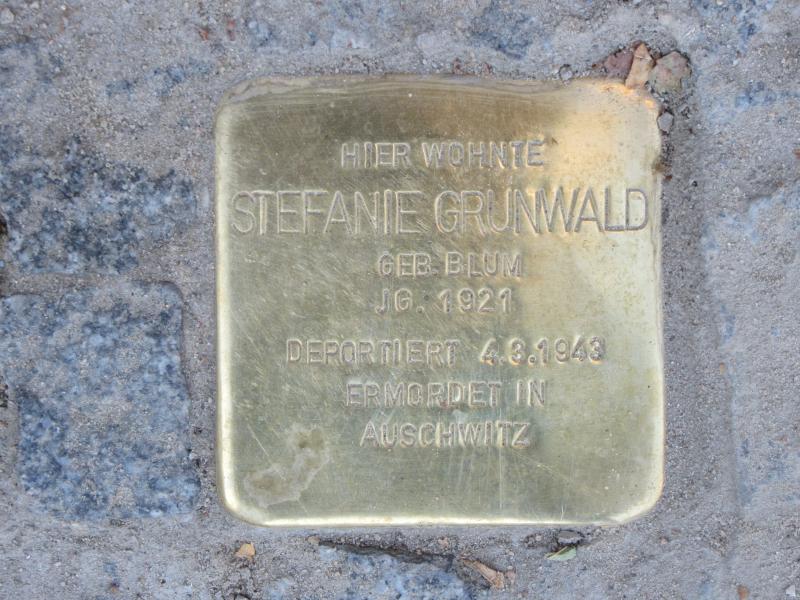 HIER WOHNTE
STEFANIE GRUNWALD
GEB. BLUM
JG. 1921
DEPORTIERT 4.3.1943
ERMORDET IN
AUSCHWITZ